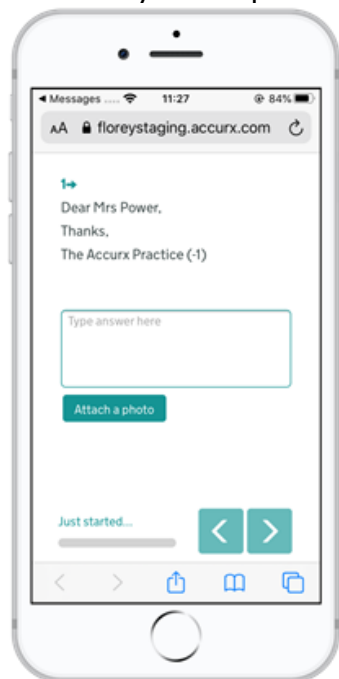 Messages .... 11:27 84%
AA floreystaging.accurx.com
1→
Dear Mrs Power,
Thanks,
The Accurx Practice (-1)
Type answer here
Attach a photo
Just started...